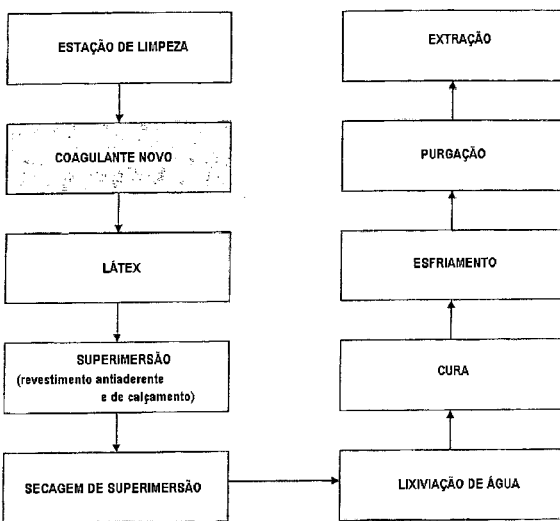 ESTAÇÃO DE LIMPEZA
COAGULANTE NOVO
LÁTEX
SUPERIMERSÃO
(revestimento antiaderente
e de calçamento)
SECAGEM DE SUPERIMERSÃO
LIXIVIAÇÃO DE ÁGUA
CURA
ESFRIAMENTO
PURGAÇÃO
EXTRAÇÃO